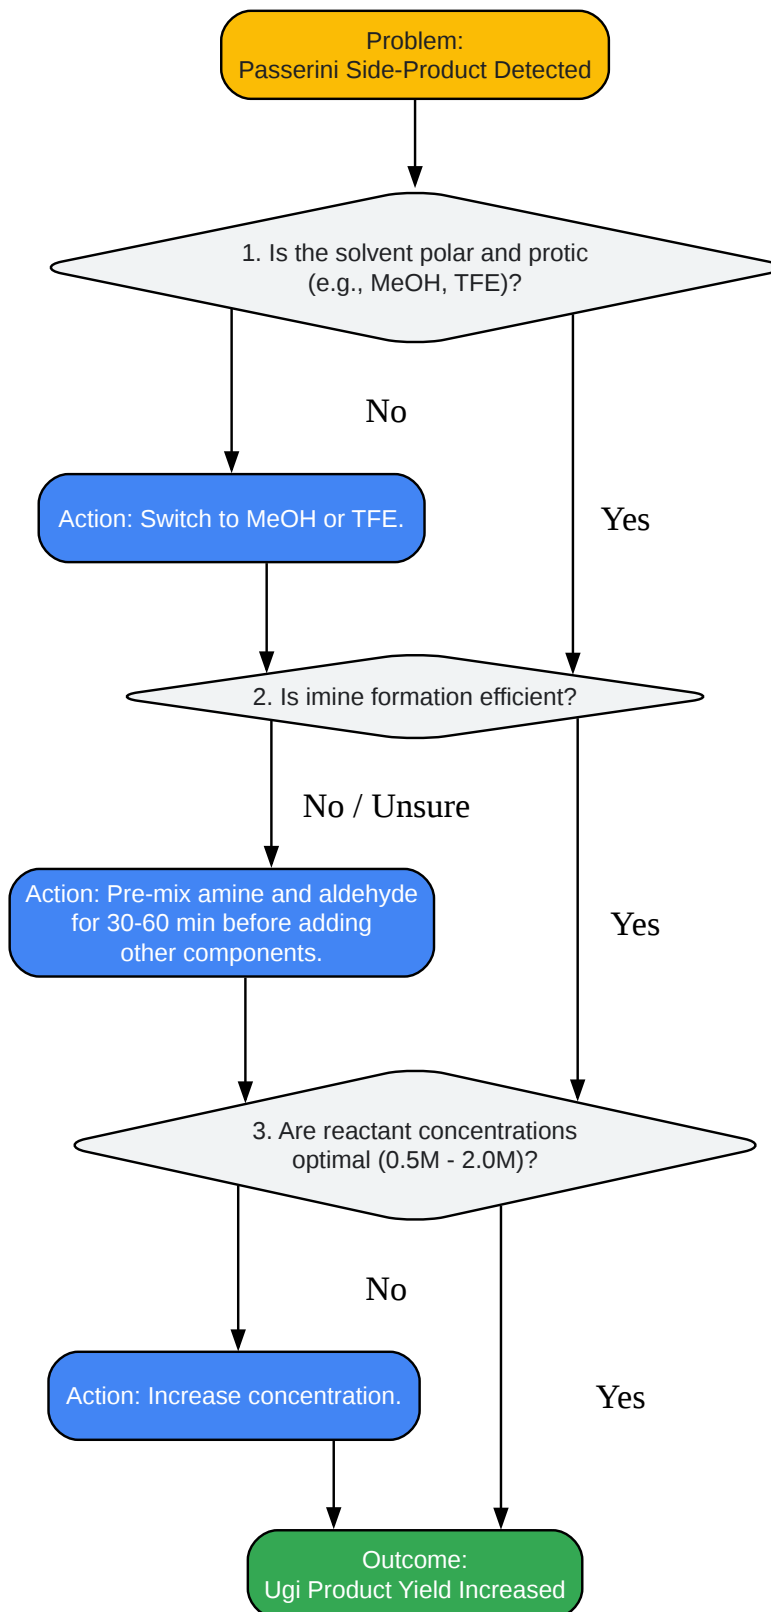 Problem:
Passerini Side-Product Detected
1. Is the solvent polar and protic
(e.g., MeOH, TFE)?
No
Action: Switch to MeOH or TFE.
Yes
2. Is imine formation efficient?
No / Unsure
Action: Pre-mix amine and aldehyde
for 30-60 min before adding
other components.
Yes
3. Are reactant concentrations
optimal (0.5M - 2.0M)?
No
Action: Increase concentration.
Yes
Outcome:
Ugi Product Yield Increased